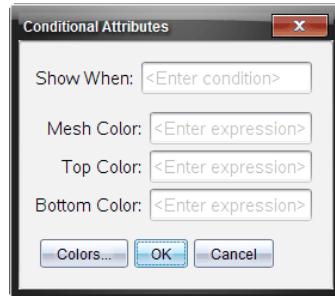 Conditional Attributes
Show When: <Enter condition>
Mesh Color: <Enter expression>
Top Color: <Enter expression>
Bottom Color: <Enter expression>
Colors... OK Cancel